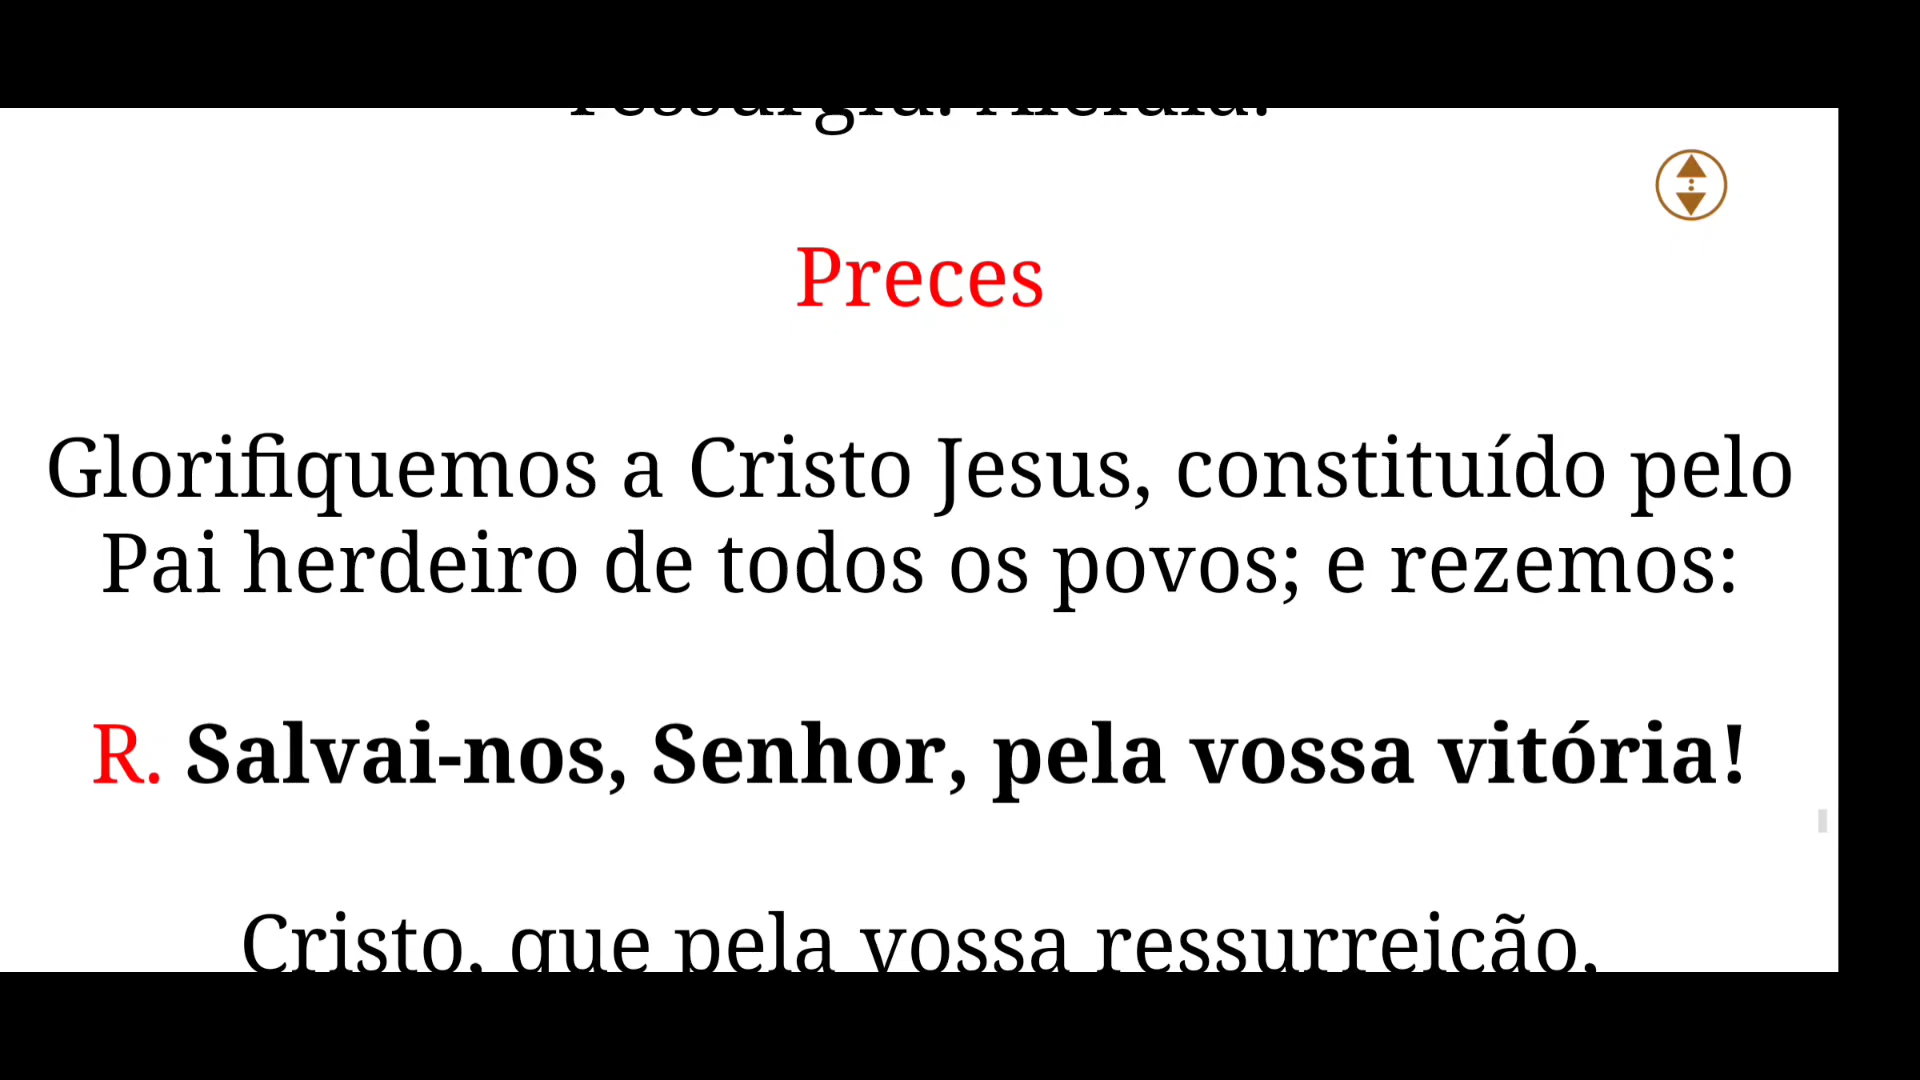 Preces
Glorifiquemos a Cristo Jesus, constituído pelo
Pai herdeiro de todos os povos; e rezemos:
R. Salvai-nos, Senhor, pela vossa vitória!
Cristo, que pela vossa ressurreição,